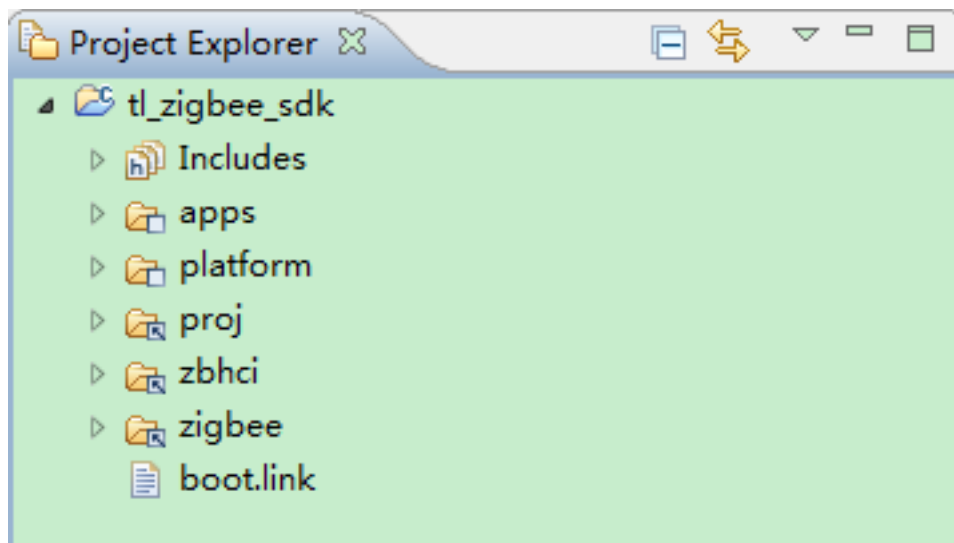 Project Explorer
tl_zigbee_sdk
Includes
apps
platform
proj
zbhci
zigbee
boot.link